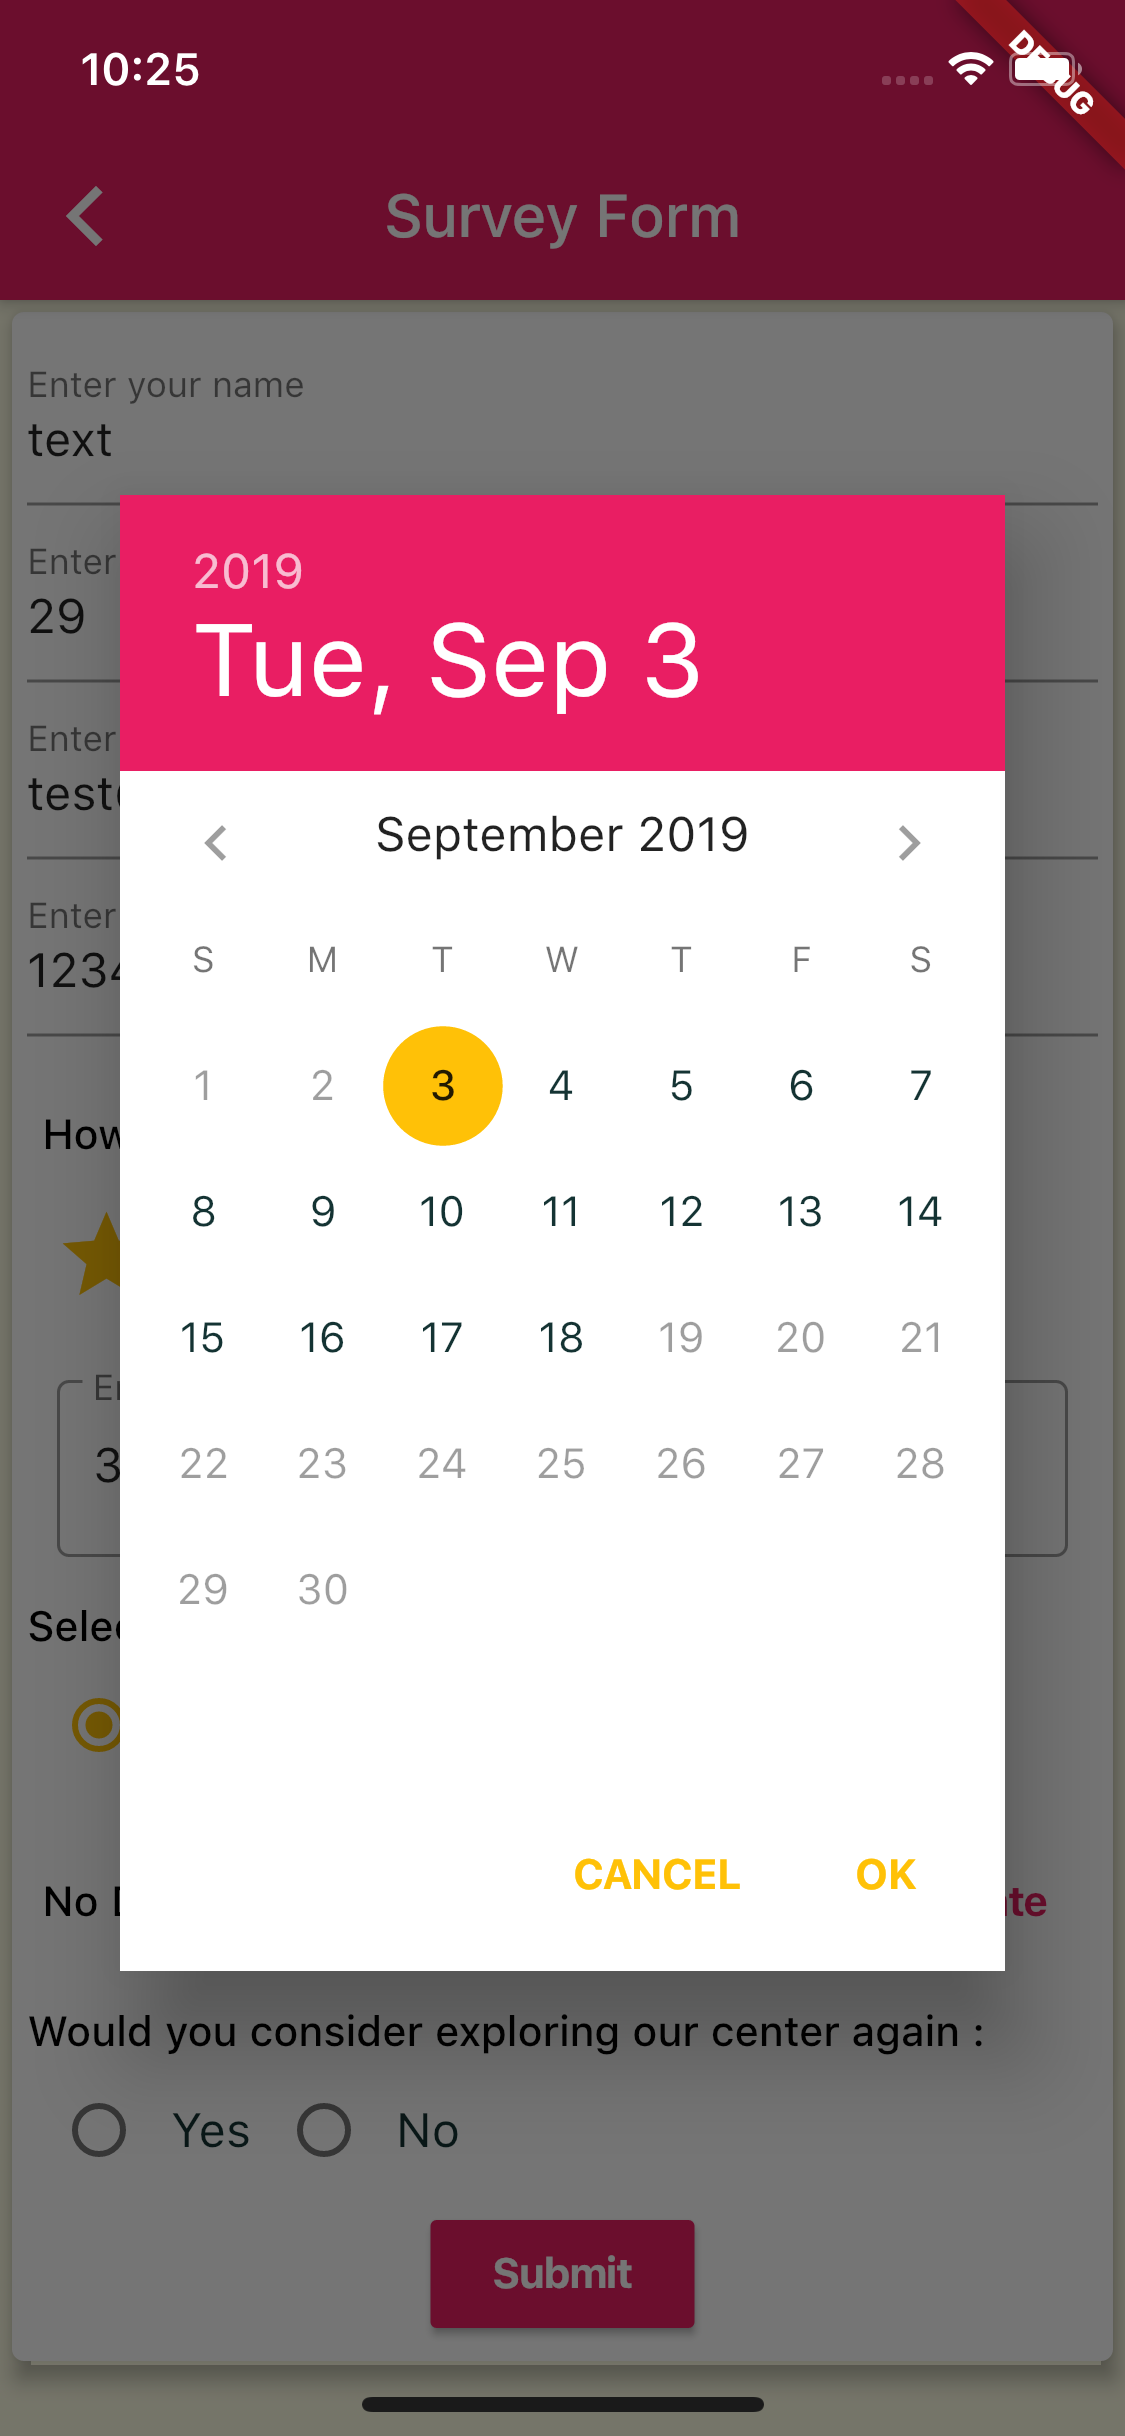 10:25
DEBUG
Survey Form
Enter your name
text
Enter
29
Enter
Enter
2019
Tue, Sep 3
September 2019
S M T W T F S
1 2 3 4 5 6 7
8 9 10 11 12 13 14
15 16 17 18 19 20 21
22 23 24 25 26 27 28
29 30
CANCEL OK
How
3
No
Would you consider exploring our center again :
Yes No
Submit